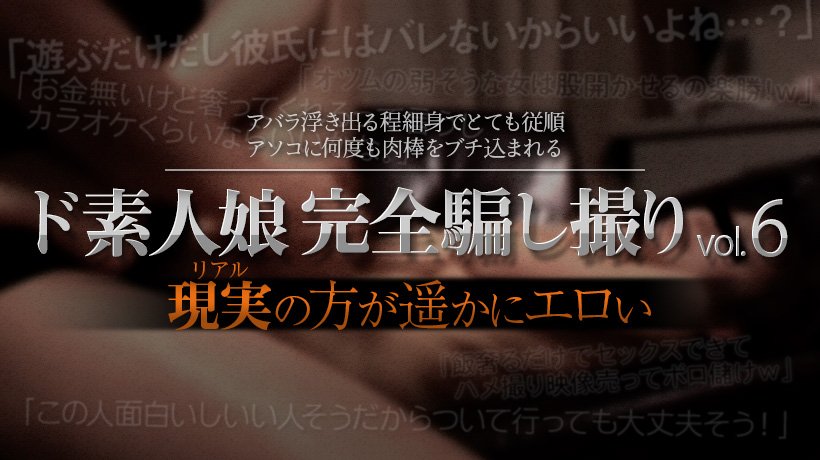 「遊ぶだけだし彼氏にはバレないからいいよね…？」
「オツムの弱そうな女は股開かせるの楽勝！w」
「お金無いけど奢ってく
カラオケくらいな
アバラ浮き出る程細身でとても従順
アソコに何度も肉棒をブチ込まれる
ド素人娘 完全騙し撮り vol.6
リアル
現実の方が遥かにエロい
「飯奢るだけでセックスできて
ハメ撮り映像売ってボロ儲けｗ」
「この人面白いしいい人そうだからついて行っても大丈夫そう！」